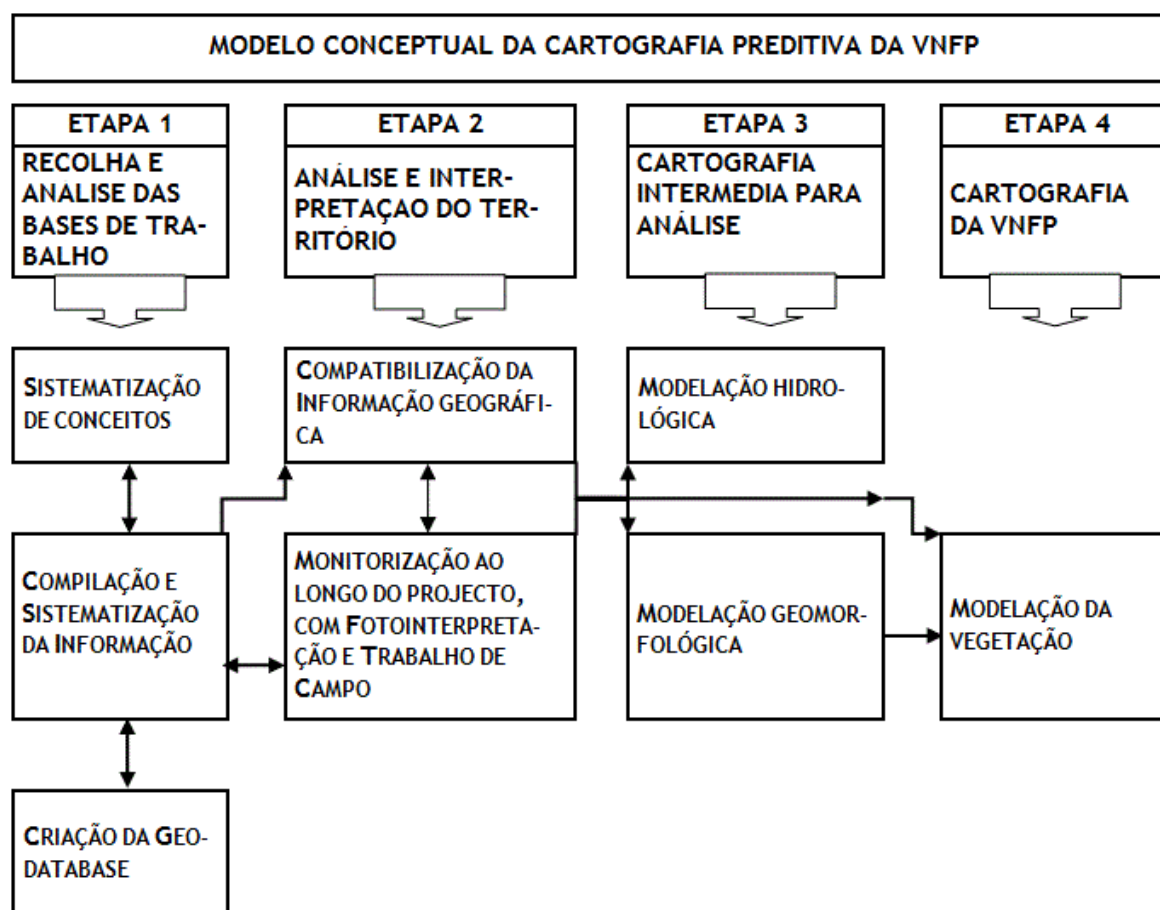 MODELO CONCEPTUAL DA CARTOGRAFIA PREDITIVA DA VNFP
ETAPA 1
RECOLHA E
ANALISE DAS
BASES DE TRA-
BALHO
ETAPA 2
ANÁLISE E INTER-
PRETAÇAO DO TER-
RITÓRIO
ETAPA 3
CARTOGRAFIA
INTERMEDIA PARA
ANÁLISE
ETAPA 4
CARTOGRAFIA
DA VNFP
SISTEMATIZAÇÃO
DE CONCEITOS
COMPATIBILIZAÇÃO DA
INFORMAÇÃO GEOGRÁFI-
CA
MODELAÇÃO HIDRO-
LÓGICA
COMPILAÇÃO E
SISTEMATIZAÇÃO
DA INFORMAÇÃO
MONITORIZAÇÃO AO
LONGO DO PROJECTO,
COM FOTOINTERPRETA-
ÇÃO E TRABALHO DE
CAMPO
MODELAÇÃO GEOMOR-
FOLÓGICA
MODELAÇÃO DA
VEGETAÇÃO
CRIAÇÃO DA GEO-
DATABASE